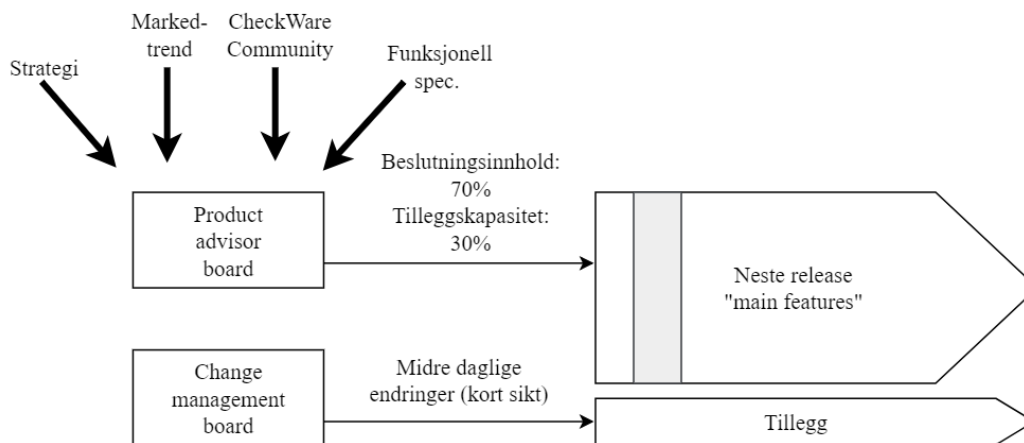 Strategi
Marked-
trend
CheckWare
Community
Funksjonell
spec.
Product
advisor
board
Beslutningsinnhold:
70%
Tilleggskapasitet:
30%
Neste release
"main features"
Change
management
board
Midre daglige
endringer (kort sikt)
Tillegg